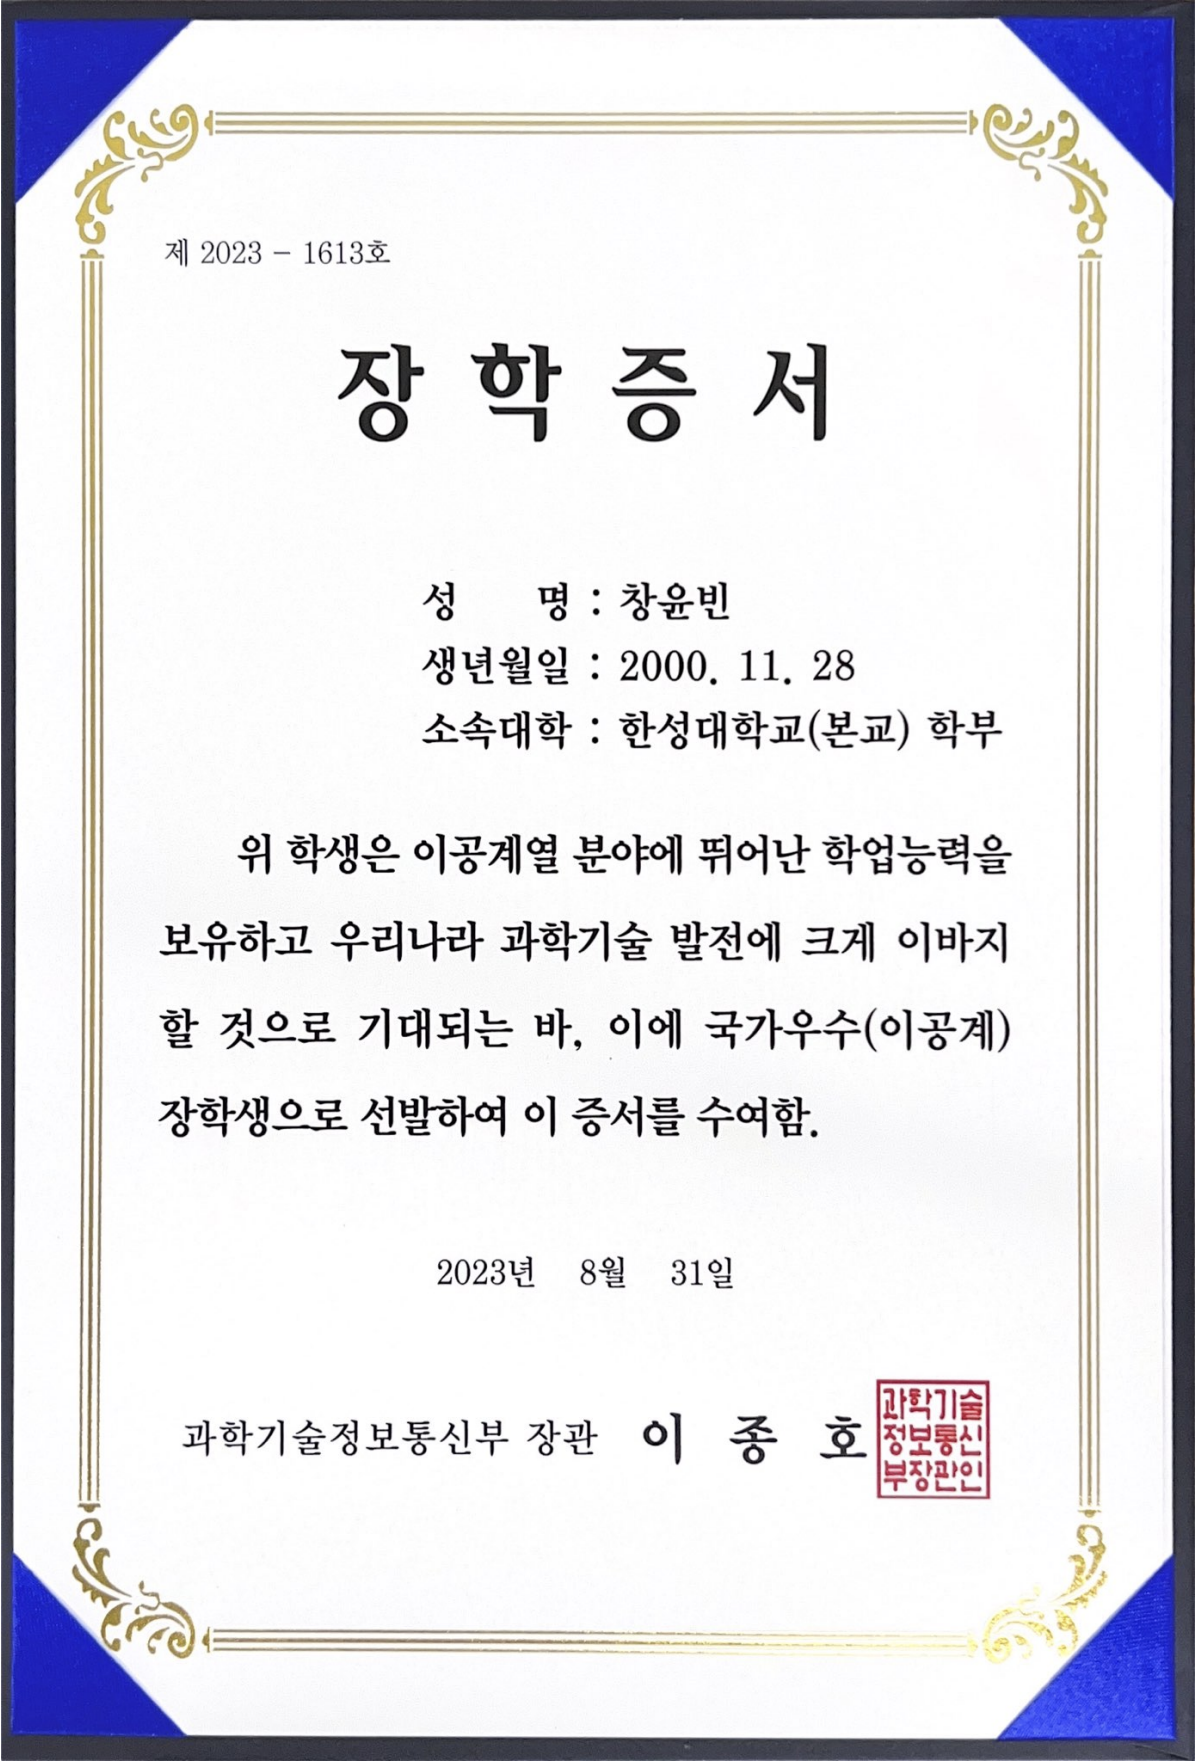 제 2023 - 1613호
장 학 증 서
성 명 : 창윤빈
생년월일 : 2000. 11. 28
소속대학 : 한성대학교(본교) 학부
위 학생은 이공계열 분야에 뛰어난 학업능력을
보유하고 우리나라 과학기술 발전에 크게 이바지
할 것으로 기대되는 바, 이에 국가우수(이공계)
장학생으로 선발하여 이 증서를 수여함.
2023년 8월 31일
과학기술정보통신부 장관 이 종 호
과학기술
정보통신
부장관인